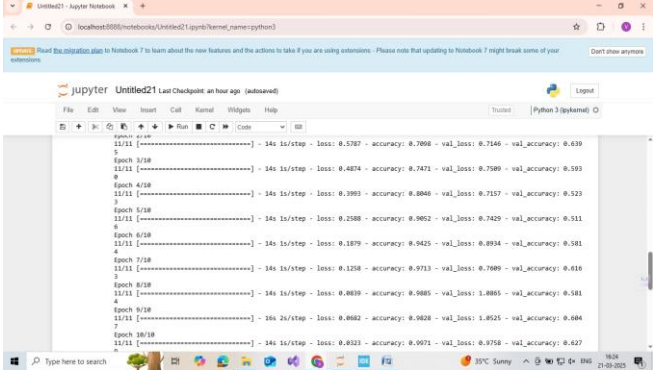 Untitled21 - Jupyter Notebook
localhost:8888/notebooks/Untitled21.ipynb?kernel_name=python3
UPDATE Read the migration plan to Notebook 7 to learn about the new features and the actions to take if you are using extensions - Please note that updating to Notebook 7 might break some of your
extensions.
Don't show anymore
jupyter Untitled21 Last Checkpoint: an hour ago (autosaved)
Logout
File Edit View Insert Cell Kernel Widgets Help
Trusted Python 3 (ipykernel)
Run Code
Epoch 2/10
11/11 [==============================] - 14s 1s/step - loss: 0.5787 - accuracy: 0.7098 - val_loss: 0.7146 - val_accuracy: 0.639
5
Epoch 3/10
11/11 [==============================] - 14s 1s/step - loss: 0.4874 - accuracy: 0.7471 - val_loss: 0.7509 - val_accuracy: 0.593
0
Epoch 4/10
11/11 [==============================] - 14s 1s/step - loss: 0.3993 - accuracy: 0.8046 - val_loss: 0.7157 - val_accuracy: 0.523
3
Epoch 5/10
11/11 [==============================] - 14s 1s/step - loss: 0.2588 - accuracy: 0.9052 - val_loss: 0.7429 - val_accuracy: 0.511
6
Epoch 6/10
11/11 [==============================] - 14s 1s/step - loss: 0.1879 - accuracy: 0.9425 - val_loss: 0.8934 - val_accuracy: 0.581
4
Epoch 7/10
11/11 [==============================] - 14s 1s/step - loss: 0.1258 - accuracy: 0.9713 - val_loss: 0.7609 - val_accuracy: 0.616
3
Epoch 8/10
11/11 [==============================] - 14s 1s/step - loss: 0.0839 - accuracy: 0.9885 - val_loss: 1.0865 - val_accuracy: 0.581
4
Epoch 9/10
11/11 [==============================] - 16s 2s/step - loss: 0.0682 - accuracy: 0.9828 - val_loss: 1.0525 - val_accuracy: 0.604
7
Epoch 10/10
11/11 [==============================] - 14s 1s/step - loss: 0.0323 - accuracy: 0.9971 - val_loss: 0.9758 - val_accuracy: 0.627
Type here to search
35°C Sunny
ENG
16:24
21-03-2025